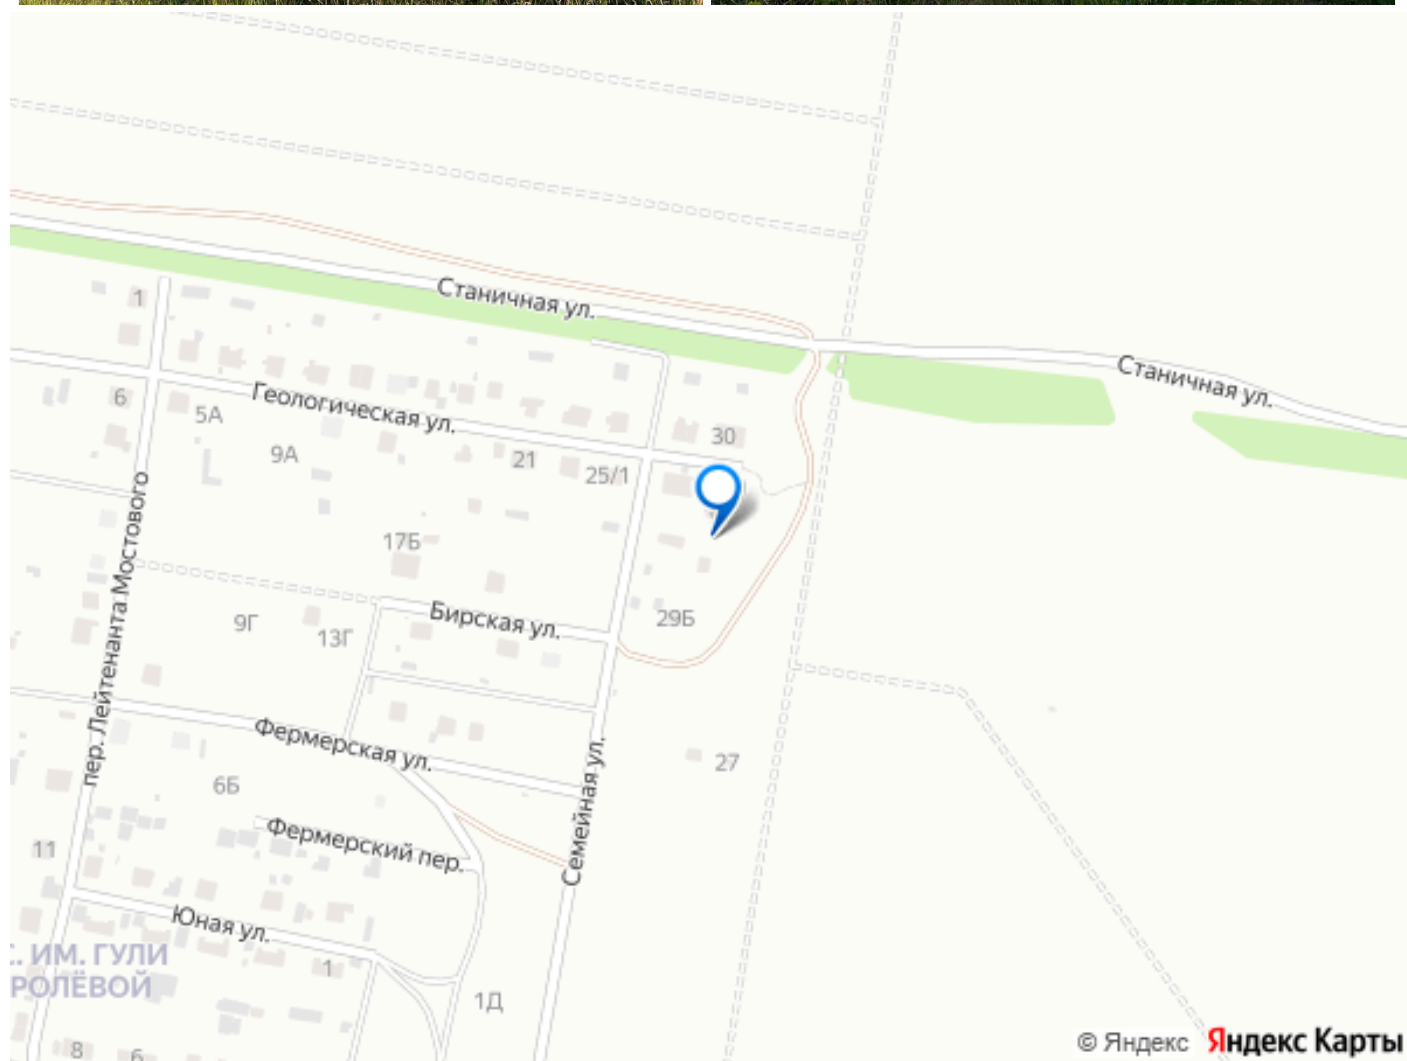 Станичная ул.
Станичная ул.
1
Геологическая ул.
6
5А
30
9А
21
25/1
пер. Лейтенанта Мостового
17Б
Бирская ул.
29Б
9Г
13Г
Фермерская ул.
27
6Б
Семейная ул.
Фермерский пер.
11
Юная ул.
. ИМ. ГУЛИ
РОЛЁВОЙ
1
1Д
8
6
© Яндекс
Яндекс Карты